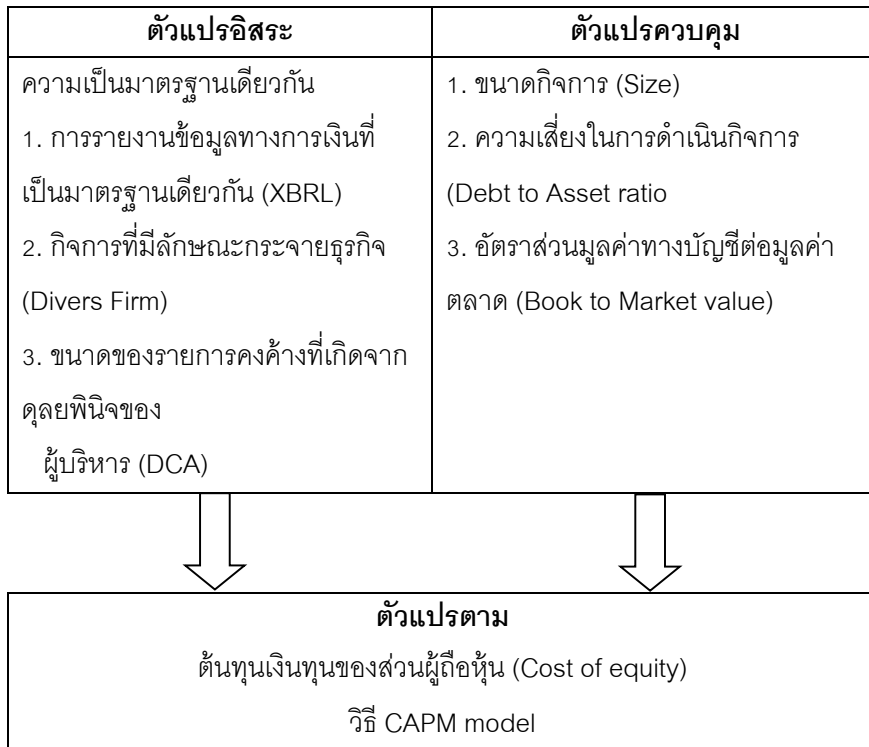 ตัวแปรอิสระ
ความเป็นมาตรฐานเดียวกัน
1. การรายงานข้อมูลทางการเงินที่
เป็นมาตรฐานเดียวกัน (XBRL)
2. กิจการที่มีลักษณะกระจายธุรกิจ
(Divers Firm)
3. ขนาดของรายการคงค้างที่เกิดจาก
ดุลยพินิจของ
ผู้บริหาร (DCA)
ตัวแปรควบคุม
1. ขนาดกิจการ (Size)
2. ความเสี่ยงในการดำเนินกิจการ
(Debt to Asset ratio
3. อัตราส่วนมูลค่าทางบัญชีต่อมูลค่า
ตลาด (Book to Market value)
ตัวแปรตาม
ต้นทุนเงินทุนของส่วนผู้ถือหุ้น (Cost of equity)
วิธี CAPM model